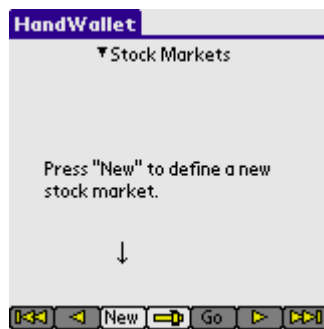 HandWallet
Stock Markets
Press "New" to define a new
stock market.
New Go